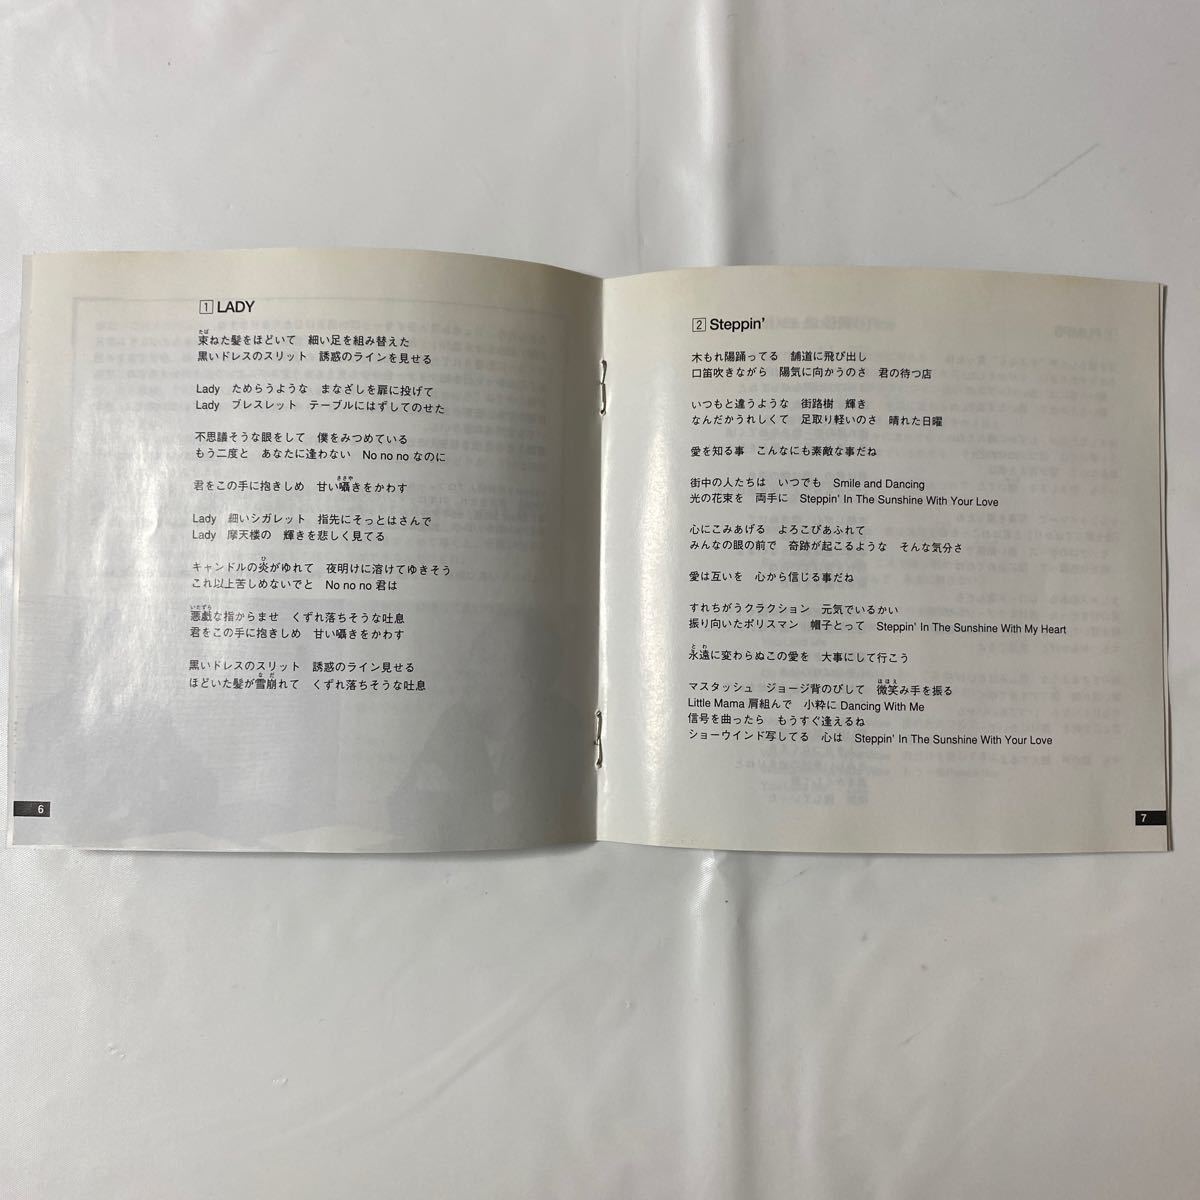 1 LADY
束ねた髪をほどいて　細い足を組み替えた
黒いドレスのスリット　誘惑のラインを見せる
Lady　ためらうような　まなざしを扉に投げて
Lady　ブレスレット　テーブルにはずしてのせた
不思議そうな眼をして　僕をみつめている
もう二度と　あなたに逢わない　No no no なのに
君をこの手に抱きしめ　甘い囁きをかわす
Lady　細いシガレット　指先にそっとはさんで
Lady　摩天楼の　輝きを悲しく見てる
キャンドルの炎がゆれて　夜明けに溶けてゆきそう
これ以上苦しめないでと　No no no 君は
悪戯な指からませ　くずれ落ちそうな吐息
君をこの手に抱きしめ　甘い囁きをかわす
黒いドレスのスリット　誘惑のライン見せる
ほどいた髪が雪崩れて　くずれ落ちそうな吐息
6
2 Steppin'
木もれ陽踊ってる　舗道に飛び出し
口笛吹きながら　陽気に向かうのさ　君の待つ店
いつもと違うような　街路樹　輝き
なんだかうれしくて　足取り軽いのさ　晴れた日曜
愛を知る事　こんなにも素敵な事だね
街中の人たちは　いつでも　Smile and Dancing
光の花束を　両手に　Steppin' In The Sunshine With Your Love
心にこみあげる　よろこびあふれて
みんなの眼の前で　奇跡が起こるような　そんな気分さ
愛は互いを　心から信じる事だね
すれちがうクラクション　元気でいるかい
振り向いたポリスマン　帽子とって　Steppin' In The Sunshine With My Heart
永遠に変わらぬこの愛を　大事にして行こう
マスタッシュ　ジョージ背のびして　微笑み手を振る
Little Mama 肩組んで　小粋に Dancing With Me
信号を曲ったら　もうすぐ逢えるね
ショーウインド写してる　心は　Steppin' In The Sunshine With Your Love
7